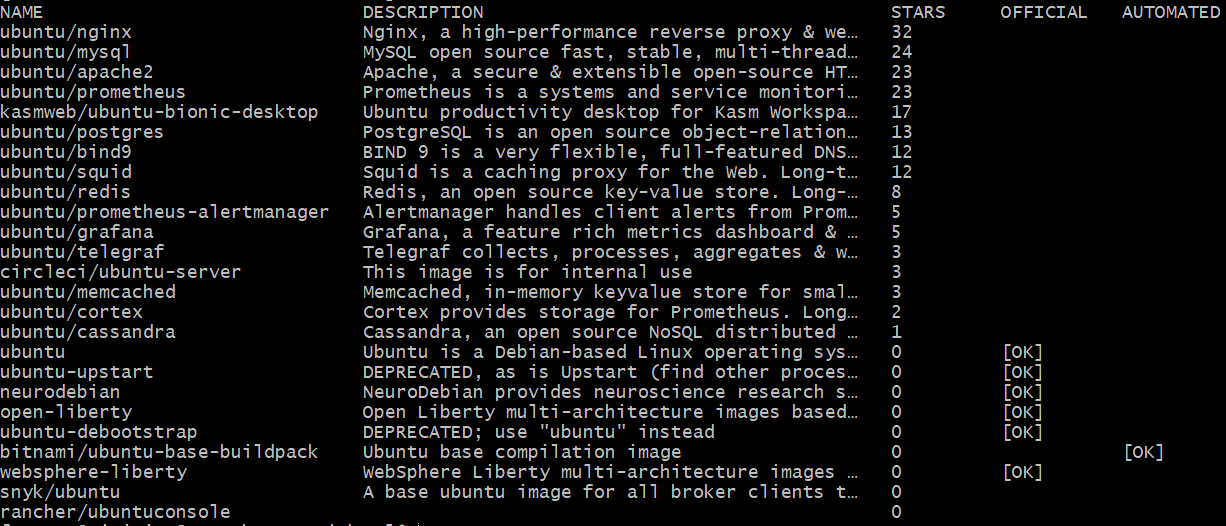 NAME DESCRIPTION STARS OFFICIAL AUTOMATED
ubuntu/nginx Nginx, a high-performance reverse proxy & we… 32
ubuntu/mysql MySQL open source fast, stable, multi-thread… 24
ubuntu/apache2 Apache, a secure & extensible open-source HT… 23
ubuntu/prometheus Prometheus is a systems and service monitori… 23
kasmweb/ubuntu-bionic-desktop Ubuntu productivity desktop for Kasm Workspa… 17
ubuntu/postgres PostgreSQL is an open source object-relation… 13
ubuntu/bind9 BIND 9 is a very flexible, full-featured DNS… 12
ubuntu/squid Squid is a caching proxy for the Web. Long-t… 12
ubuntu/redis Redis, an open source key-value store. Long-… 8
ubuntu/prometheus-alertmanager Alertmanager handles client alerts from Prom… 5
ubuntu/grafana Grafana, a feature rich metrics dashboard & … 5
ubuntu/telegraf Telegraf collects, processes, aggregates & w… 3
circleci/ubuntu-server This image is for internal use 3
ubuntu/memcached Memcached, in-memory keyvalue store for smal… 3
ubuntu/cortex Cortex provides storage for Prometheus. Long… 2
ubuntu/cassandra Cassandra, an open source NoSQL distributed … 1
ubuntu Ubuntu is a Debian-based Linux operating sys… 0 [OK]
ubuntu-upstart DEPRECATED, as is Upstart (find other proces… 0 [OK]
neurodebian NeuroDebian provides neuroscience research s… 0 [OK]
open-liberty Open Liberty multi-architecture images based… 0 [OK]
ubuntu-debootstrap DEPRECATED; use "ubuntu" instead 0 [OK]
bitnami/ubuntu-base-buildpack Ubuntu base compilation image 0 [OK]
websphere-liberty WebSphere Liberty multi-architecture images … 0 [OK]
snyk/ubuntu A base ubuntu image for all broker clients t… 0
rancher/ubuntuconsole 0